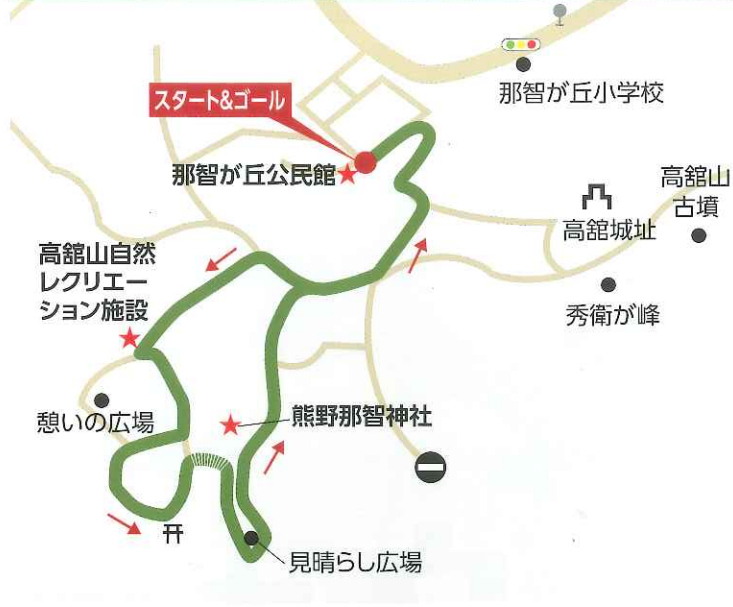 那智が丘小学校
スタート&ゴール
那智が丘公民館
高舘山
古墳
高舘城址
高舘山自然
レクリエー
ション施設
秀衛が峰
憩いの広場
熊野那智神社
見晴らし広場